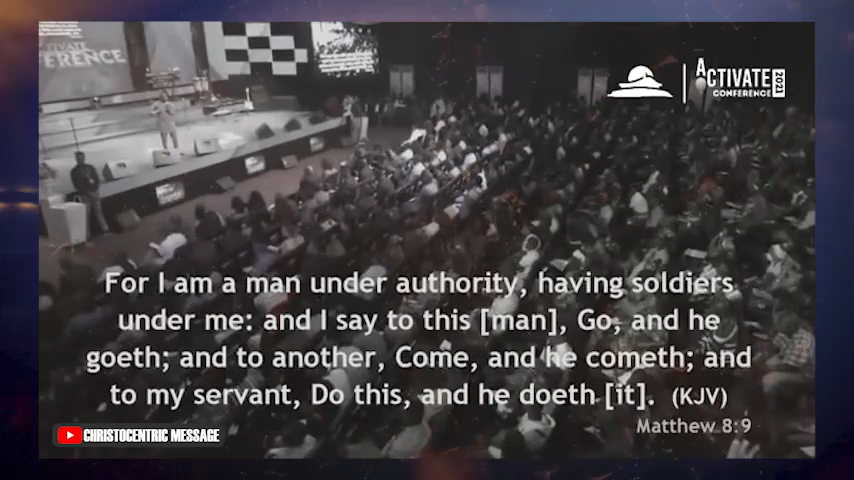 ERENCE
ACTIVATE
CONFERENCE 2021
For I am a man under authority, having soldiers
under me: and I say to this [man], Go, and he
goeth; and to another, Come, and he cometh; and
to my servant, Do this, and he doeth [it]. (KJV)
Matthew 8:9
CHRISTOCENTRIC MESSAGE